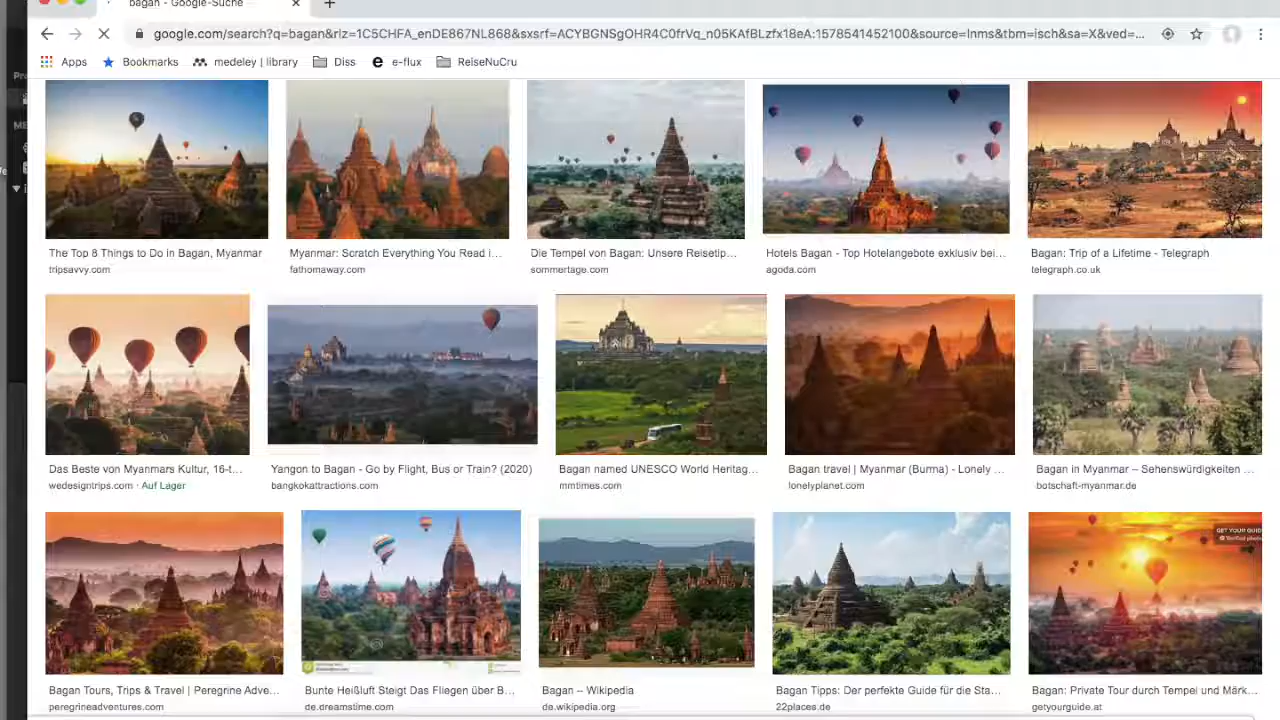 bagan - Google-Suche
google.com/search?q=bagan&rlz=1C5CHFA_enDE867NL868&sxsrf=ACYBGNSgOHR4C0frVq_n05KAfBLzfx18eA:1578541452100&source=lnms&tbm=isch&sa=X&ved=...
Apps Bookmarks medeley | library Diss e-flux ReiseNuCru
The Top 8 Things to Do in Bagan, Myanmar
tripsavvy.com
Myanmar: Scratch Everything You Read i...
fathomaway.com
Die Tempel von Bagan: Unsere Reisetip...
sommertage.com
Hotels Bagan - Top Hotelangebote exklusiv bei...
agoda.com
Bagan: Trip of a Lifetime - Telegraph
telegraph.co.uk
Das Beste von Myanmars Kultur, 16-t...
wedesigntrips.com · Auf Lager
Yangon to Bagan - Go by Flight, Bus or Train? (2020)
bangkokattractions.com
Bagan named UNESCO World Heritag...
mmtimes.com
Bagan travel | Myanmar (Burma) - Lonely ...
lonelyplanet.com
Bagan in Myanmar – Sehenswürdigkeiten ...
botschaft-myanmar.de
GET YOUR GUIDE
Bagan Tours, Trips & Travel | Peregrine Adve...
peregrineadventures.com
Bunte Heißluft Steigt Das Fliegen über B...
de.dreamstime.com
Bagan – Wikipedia
de.wikipedia.org
Bagan Tipps: Der perfekte Guide für die Sta...
22places.de
Bagan: Private Tour durch Tempel und Märk...
getyourguide.at